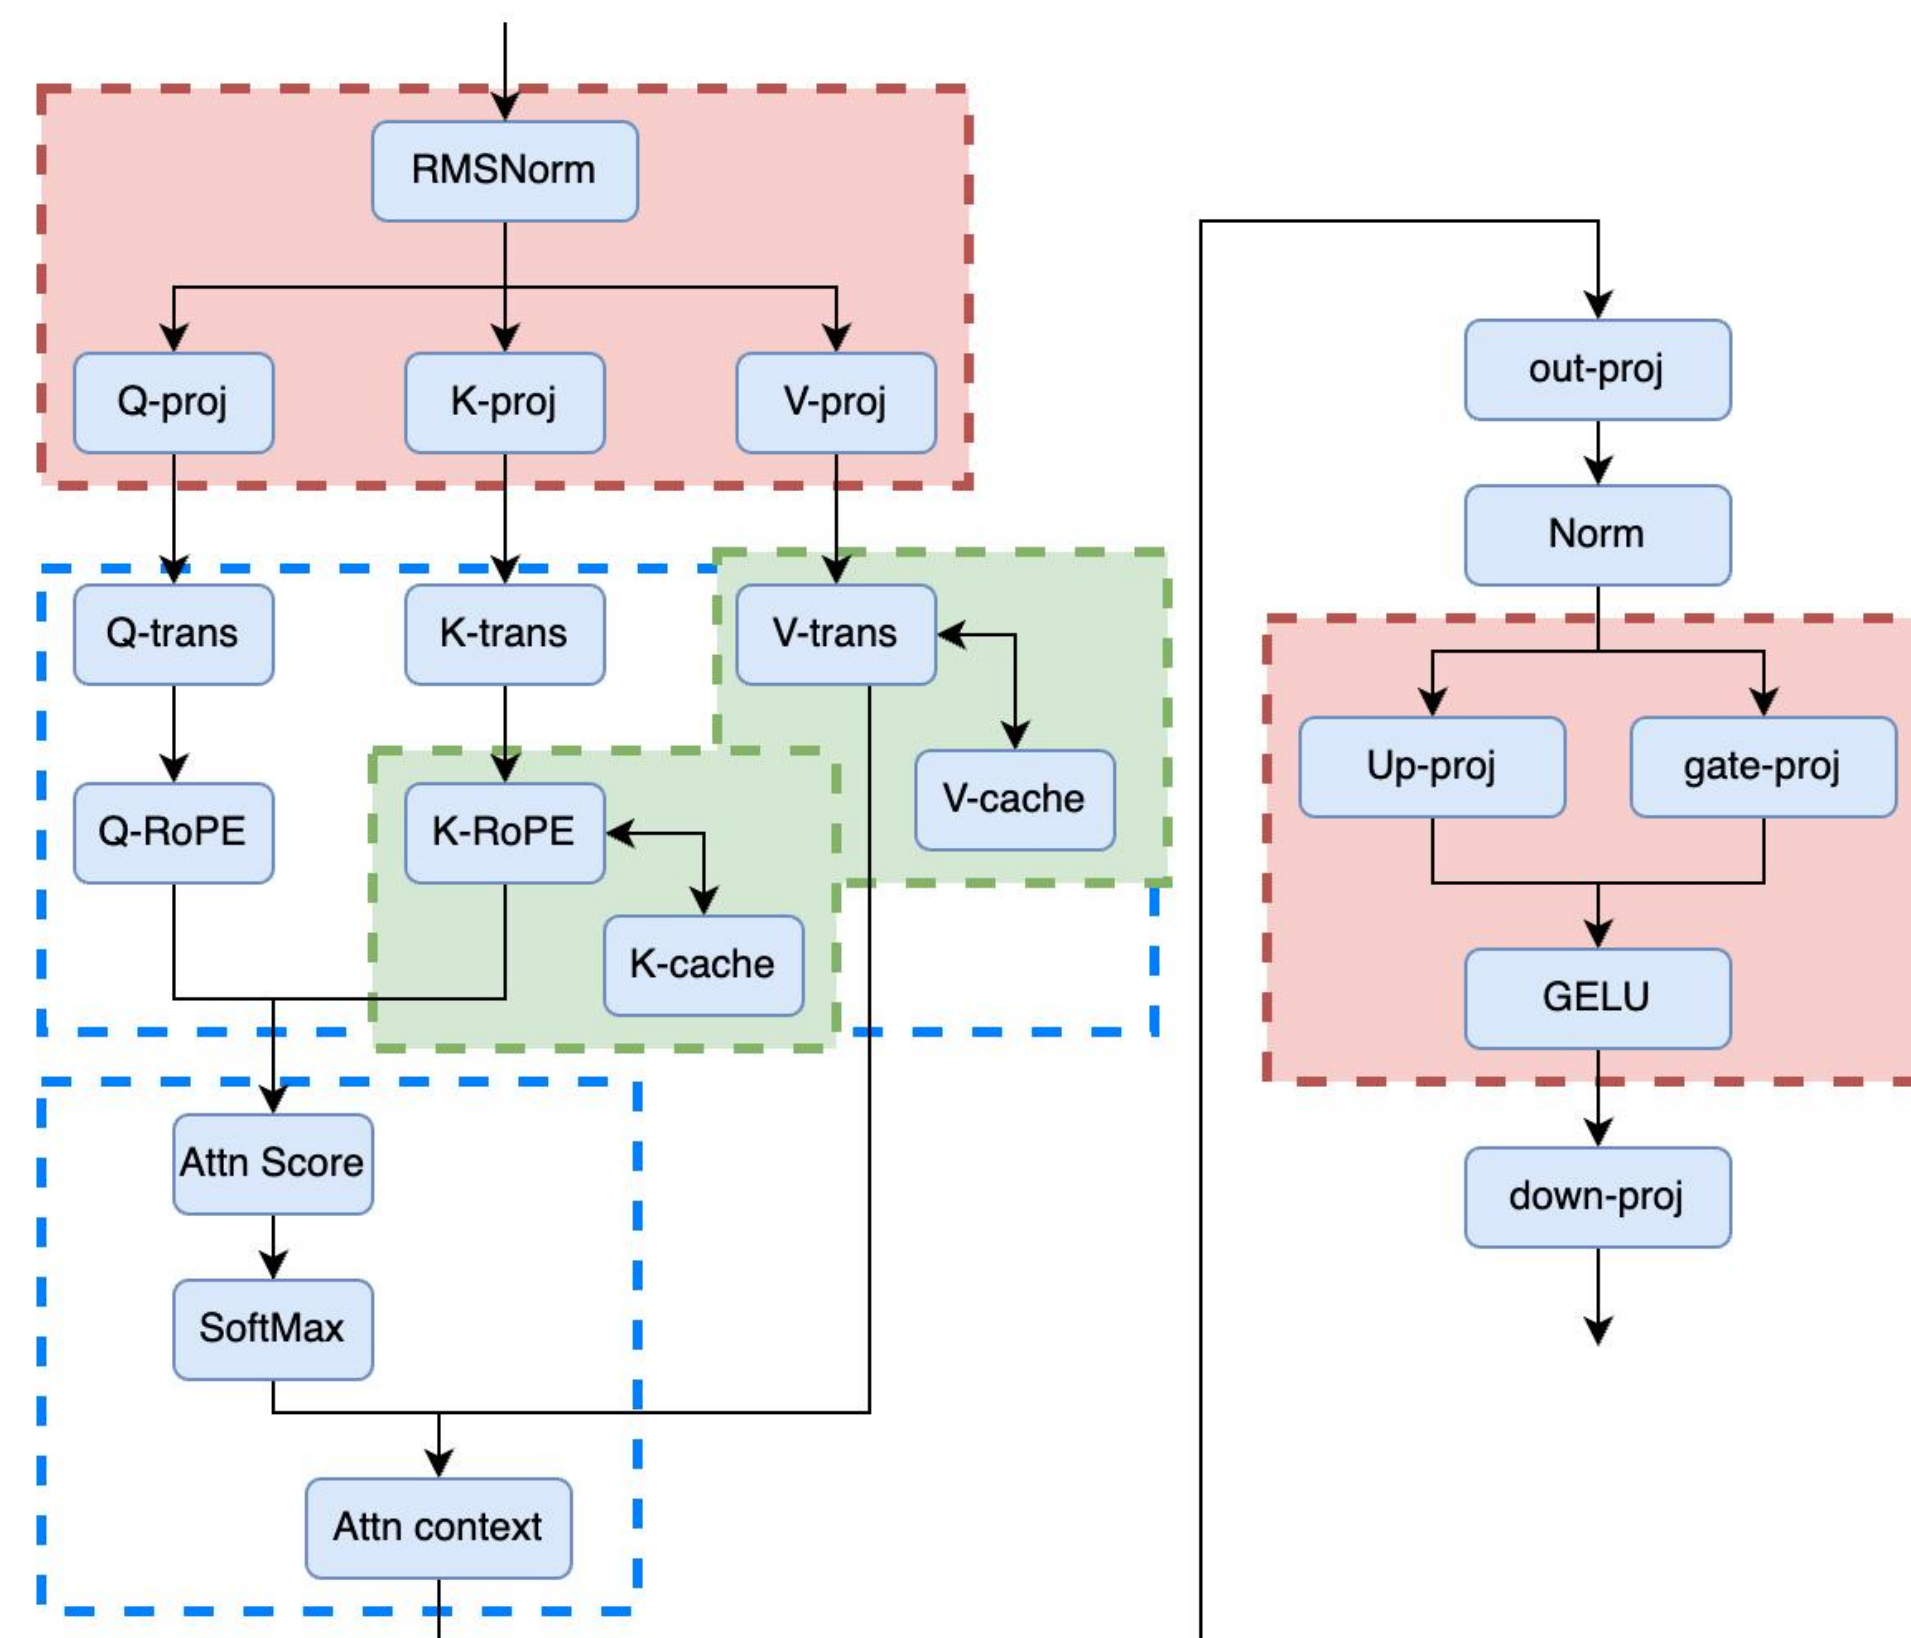 RMSNorm
Q-proj
K-proj
V-proj
Q-trans
K-trans
V-trans
V-cache
Q-RoPE
K-RoPE
K-cache
Attn Score
SoftMax
Attn context
out-proj
Norm
Up-proj
gate-proj
GELU
down-proj